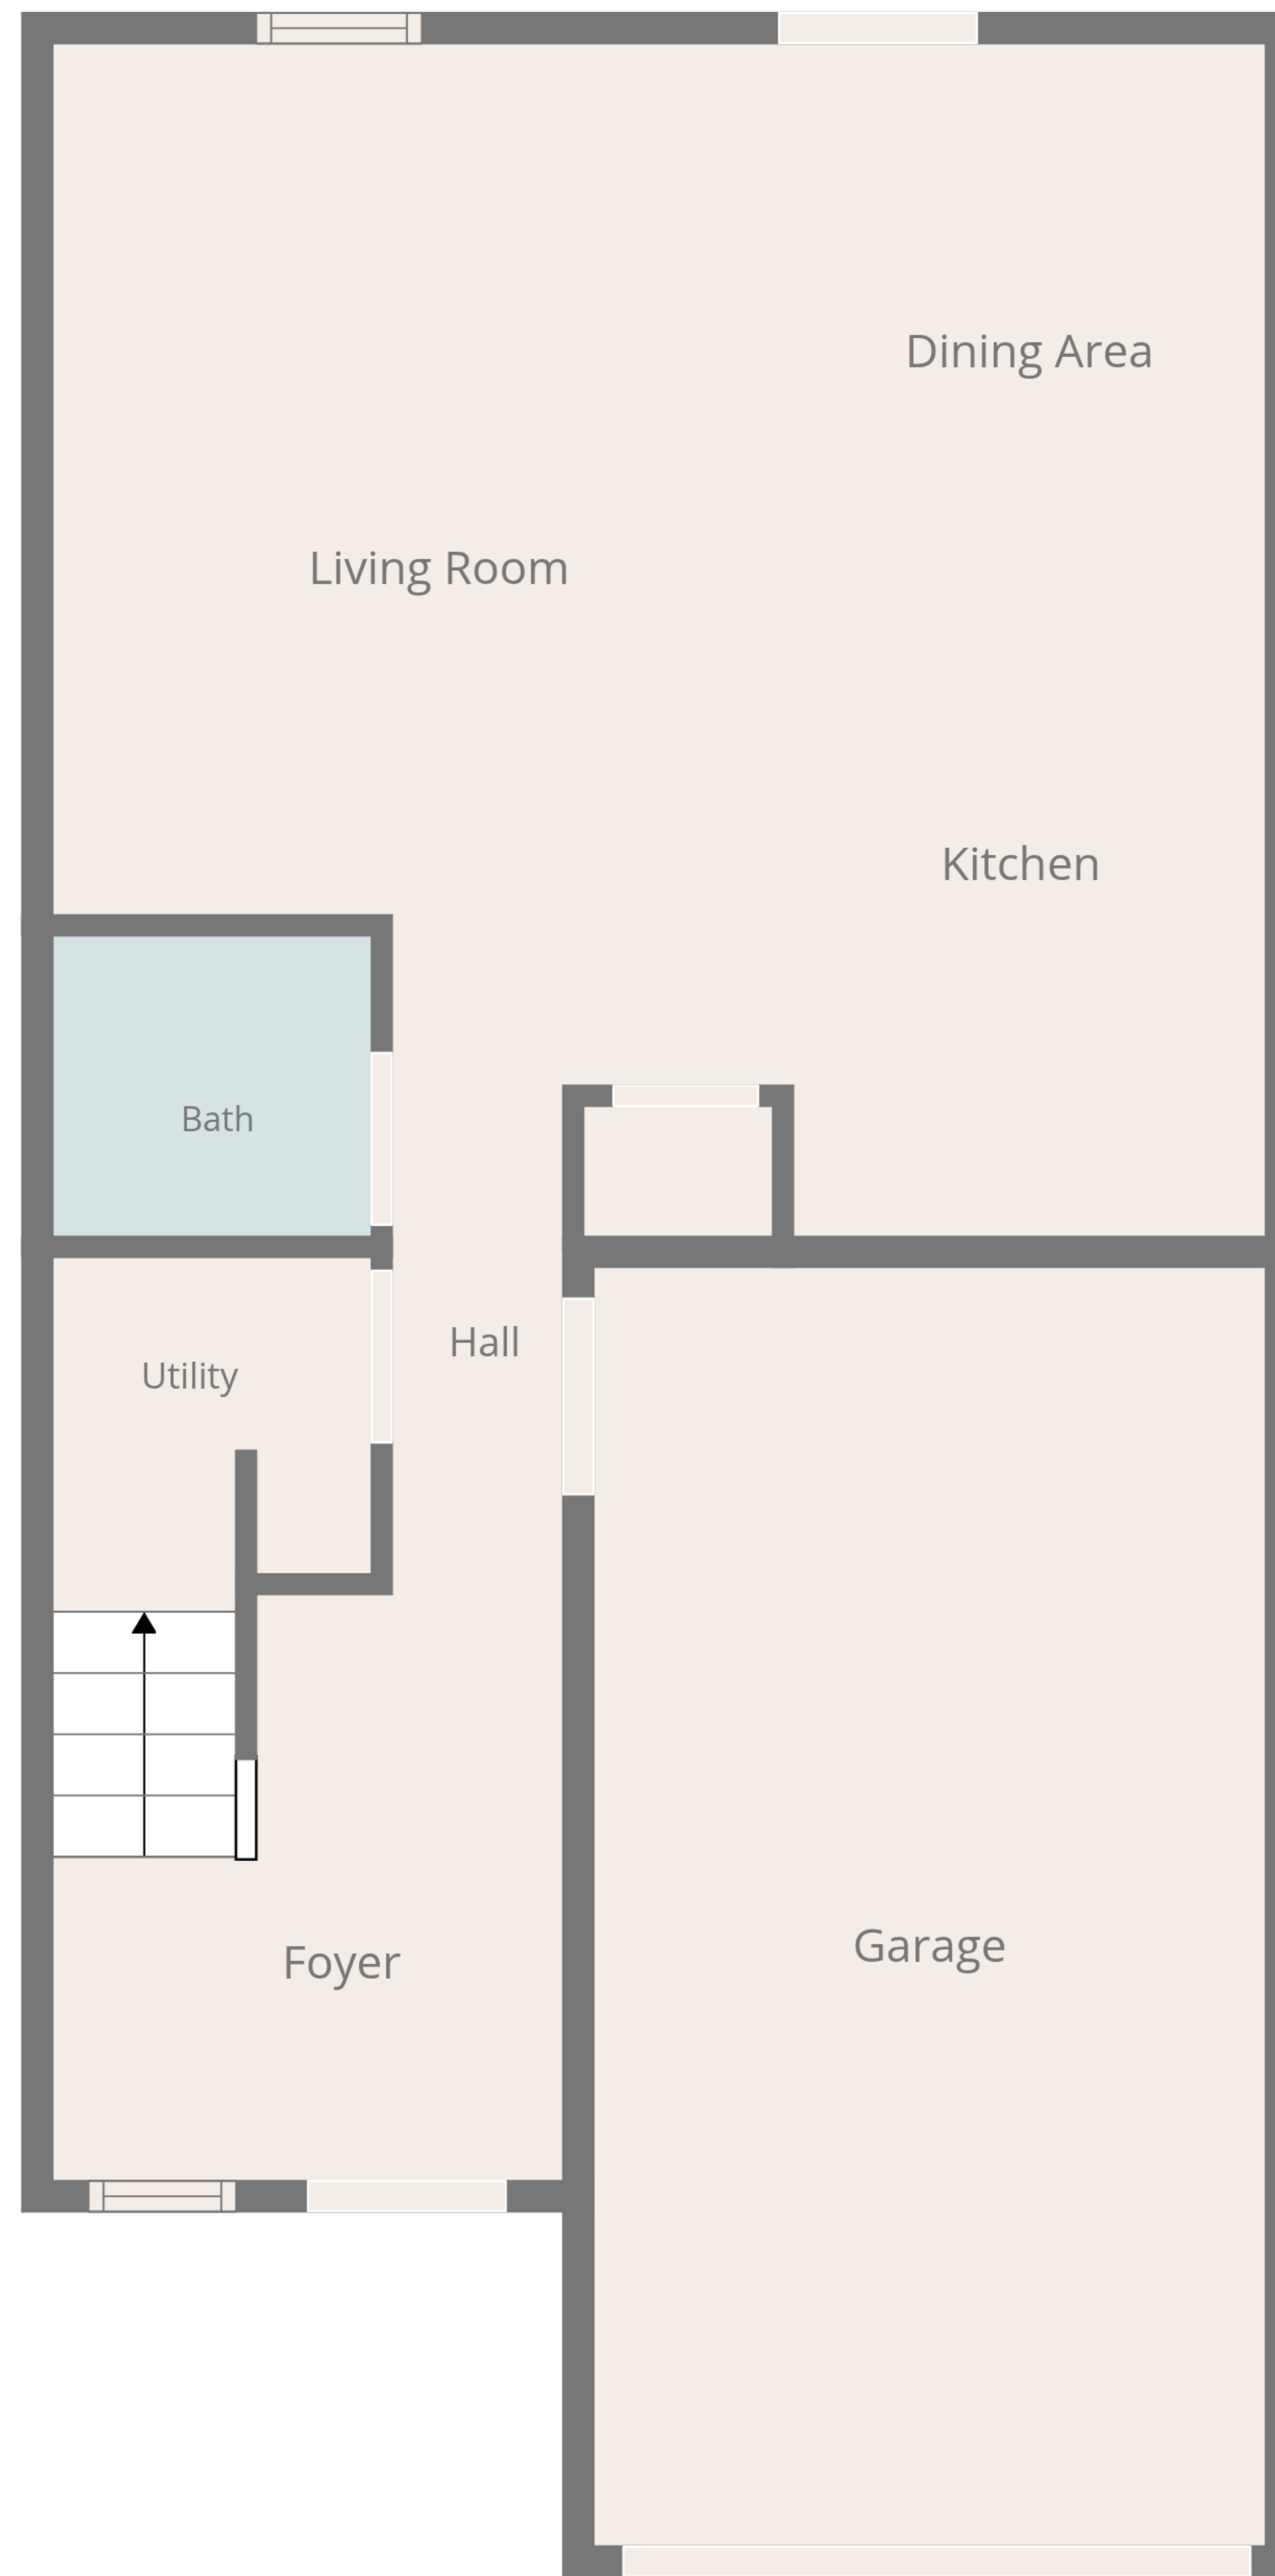 Dining Area
Living Room
Kitchen
Bath
Hall
Utility
Garage
Foyer